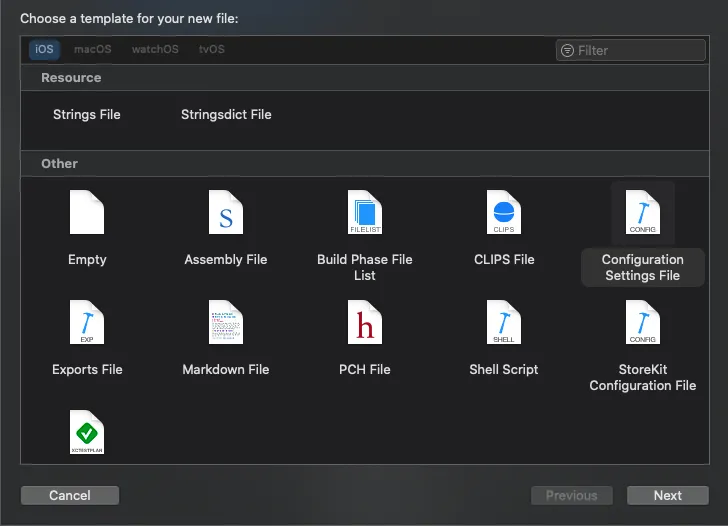 Choose a template for your new file:
iOS macOS watchOS tvOS Filter
Resource
Strings File Stringsdict File
Other
S FILELIST CLIPS CONFIG
Empty Assembly File Build Phase File List CLIPS File Configuration Settings File
EXP h SHELL CONFIG
Exports File Markdown File PCH File Shell Script StoreKit Configuration File
XCTESTPLAN
Cancel Previous Next